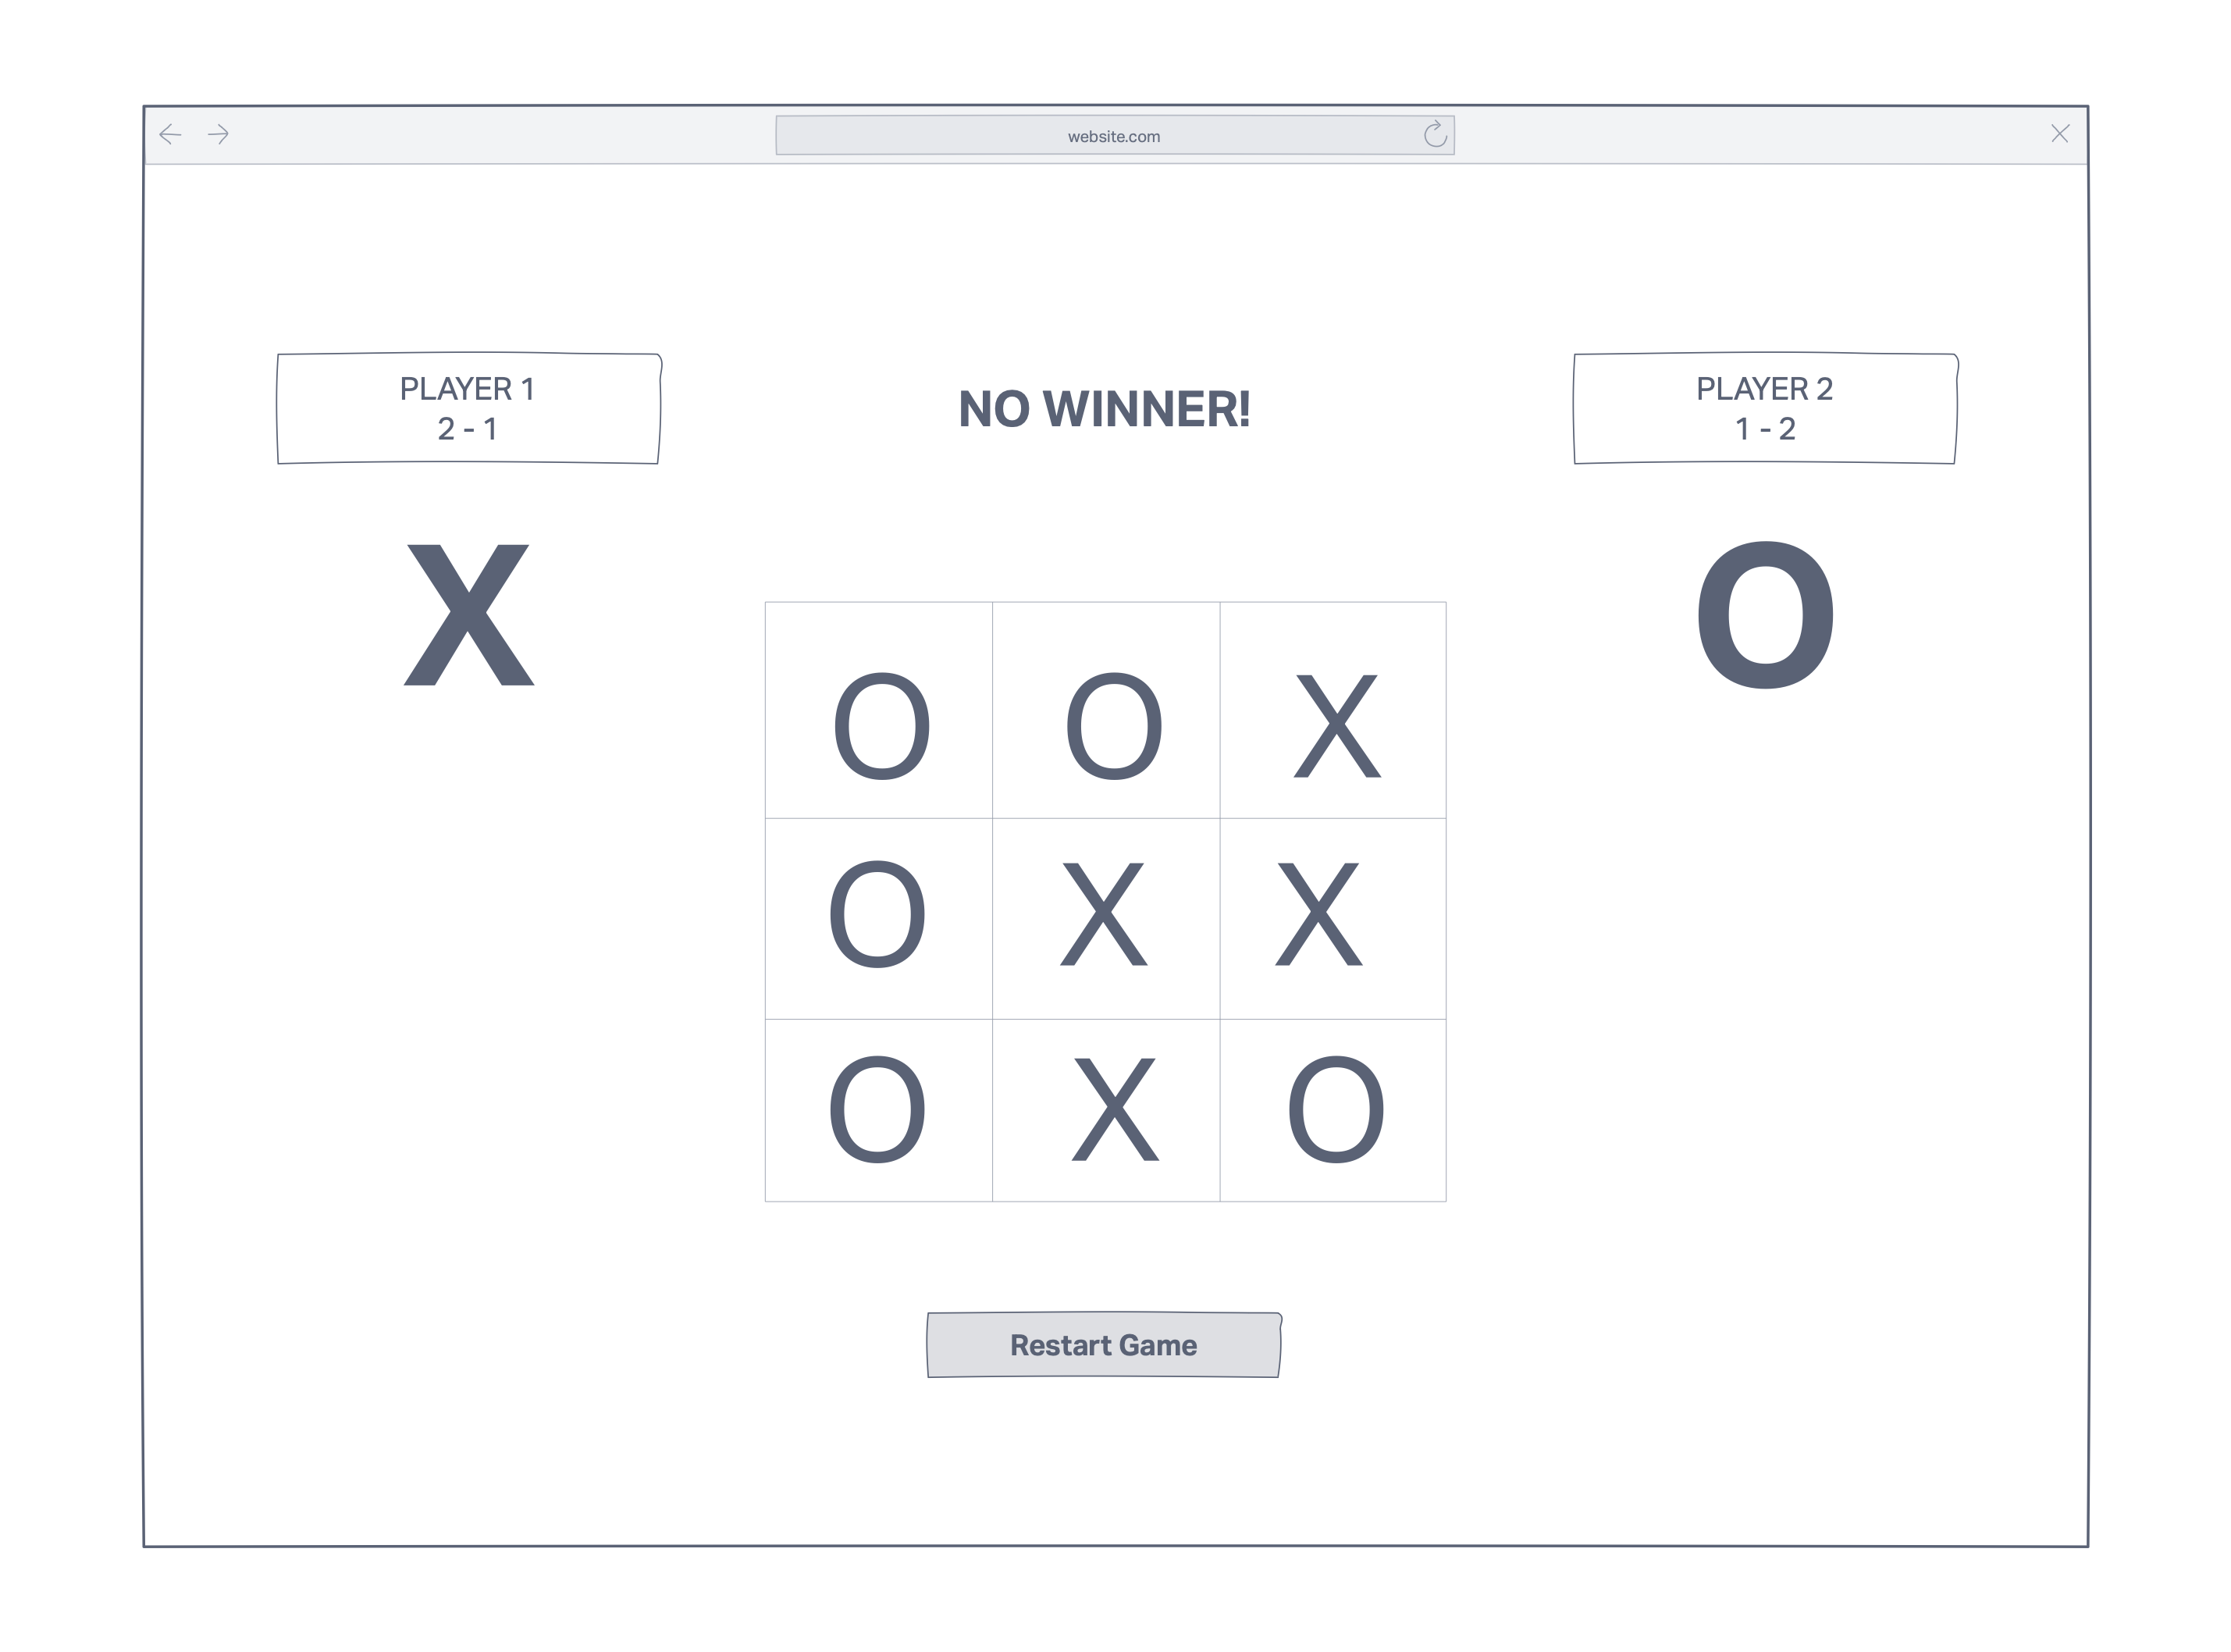 website.com
PLAYER 1
2 - 1
NO WINNER!
PLAYER 2
1 - 2
X
O
O O X
O X X
O X O
Restart Game